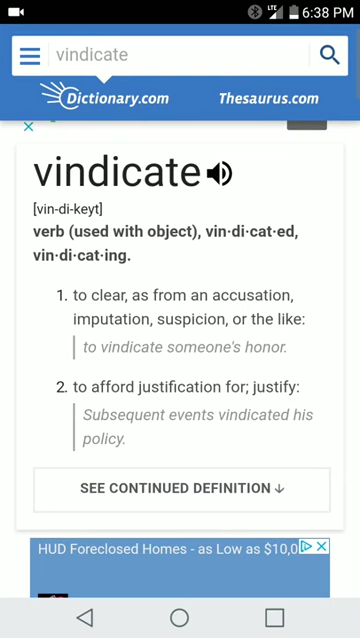 LTE
6:38 PM
vindicate
Dictionary.com
Thesaurus.com
vindicate
[vin-di-keyt]
verb (used with object), vin·di·cat·ed,
vin·di·cat·ing.
1. to clear, as from an accusation,
imputation, suspicion, or the like:
to vindicate someone's honor.
2. to afford justification for; justify:
Subsequent events vindicated his
policy.
SEE CONTINUED DEFINITION ↓
HUD Foreclosed Homes - as Low as $10,0